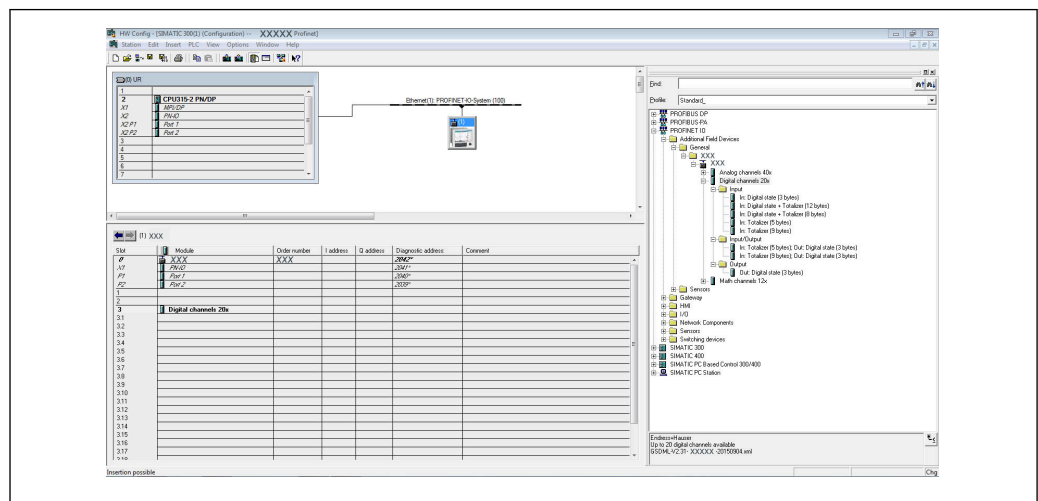 HW Config - [SIMATIC 300(1) (Configuration) -- XXXXX Profinet]
Station Edit Insert PLC View Options Window Help
(0) UR
1
2 CPU315-2 PN/DP
X1 MPI/DP
X2 PN-IO
X2 P1 Port 1
X2 P2 Port 2
3
4
5
6
7
Ethernet(1): PROFINET-IO-System (100)
(1)
Find:
Profile: Standard_
PROFIBUS DP
PROFIBUS-PA
PROFINET IO
Additional Field Devices
General
XXX
XXX
Analog channels 40x
Digital channels 20x
Input
In: Digital state (3 bytes)
In: Digital state + Totalizer (12 bytes)
In: Digital state + Totalizer (8 bytes)
In: Totalizer (5 bytes)
In: Totalizer (9 bytes)
Input/Output
In: Totalizer (5 bytes); Out: Digital state (3 bytes)
In: Totalizer (9 bytes); Out: Digital state (3 bytes)
Output
Out: Digital state (3 bytes)
Math channels 12x
Sensors
Gateway
HMI
I/O
Network Components
Sensors
Switching devices
SIMATIC 300
SIMATIC 400
SIMATIC PC Based Control 300/400
SIMATIC PC Station
(1) XXX
Slot Module Order number I address Q address Diagnostic address: Comment
0 XXX XXX 2042*
X1 PN-IO 2041*
P1 Port 1 2040*
P2 Port 2 2039*
1
2
3 Digital channels 20x
3.1
3.2
3.3
3.4
3.5
3.6
3.7
3.8
3.9
3.10
3.11
3.12
3.13
3.14
3.15
3.16
3.17
Endress+Hauser
Up to 20 digital channels available
GSDML-V2.31- XXXXX -20150904.xml
Insertion possible
Chg